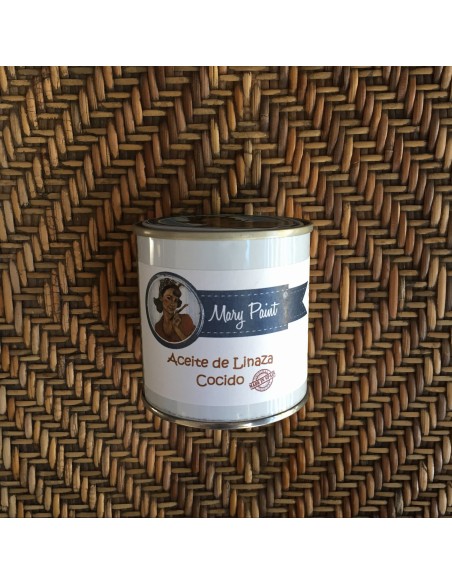 Mary Paint
Aceite de Linaza
Cocido